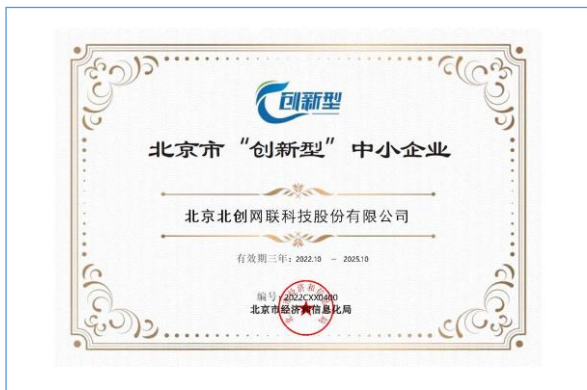 创新型
北京市“创新型”中小企业
北京北创网联科技股份有限公司
有效期三年：2022.10 － 2025.10
编号：2022CXX0400
北京市经济和信息化局